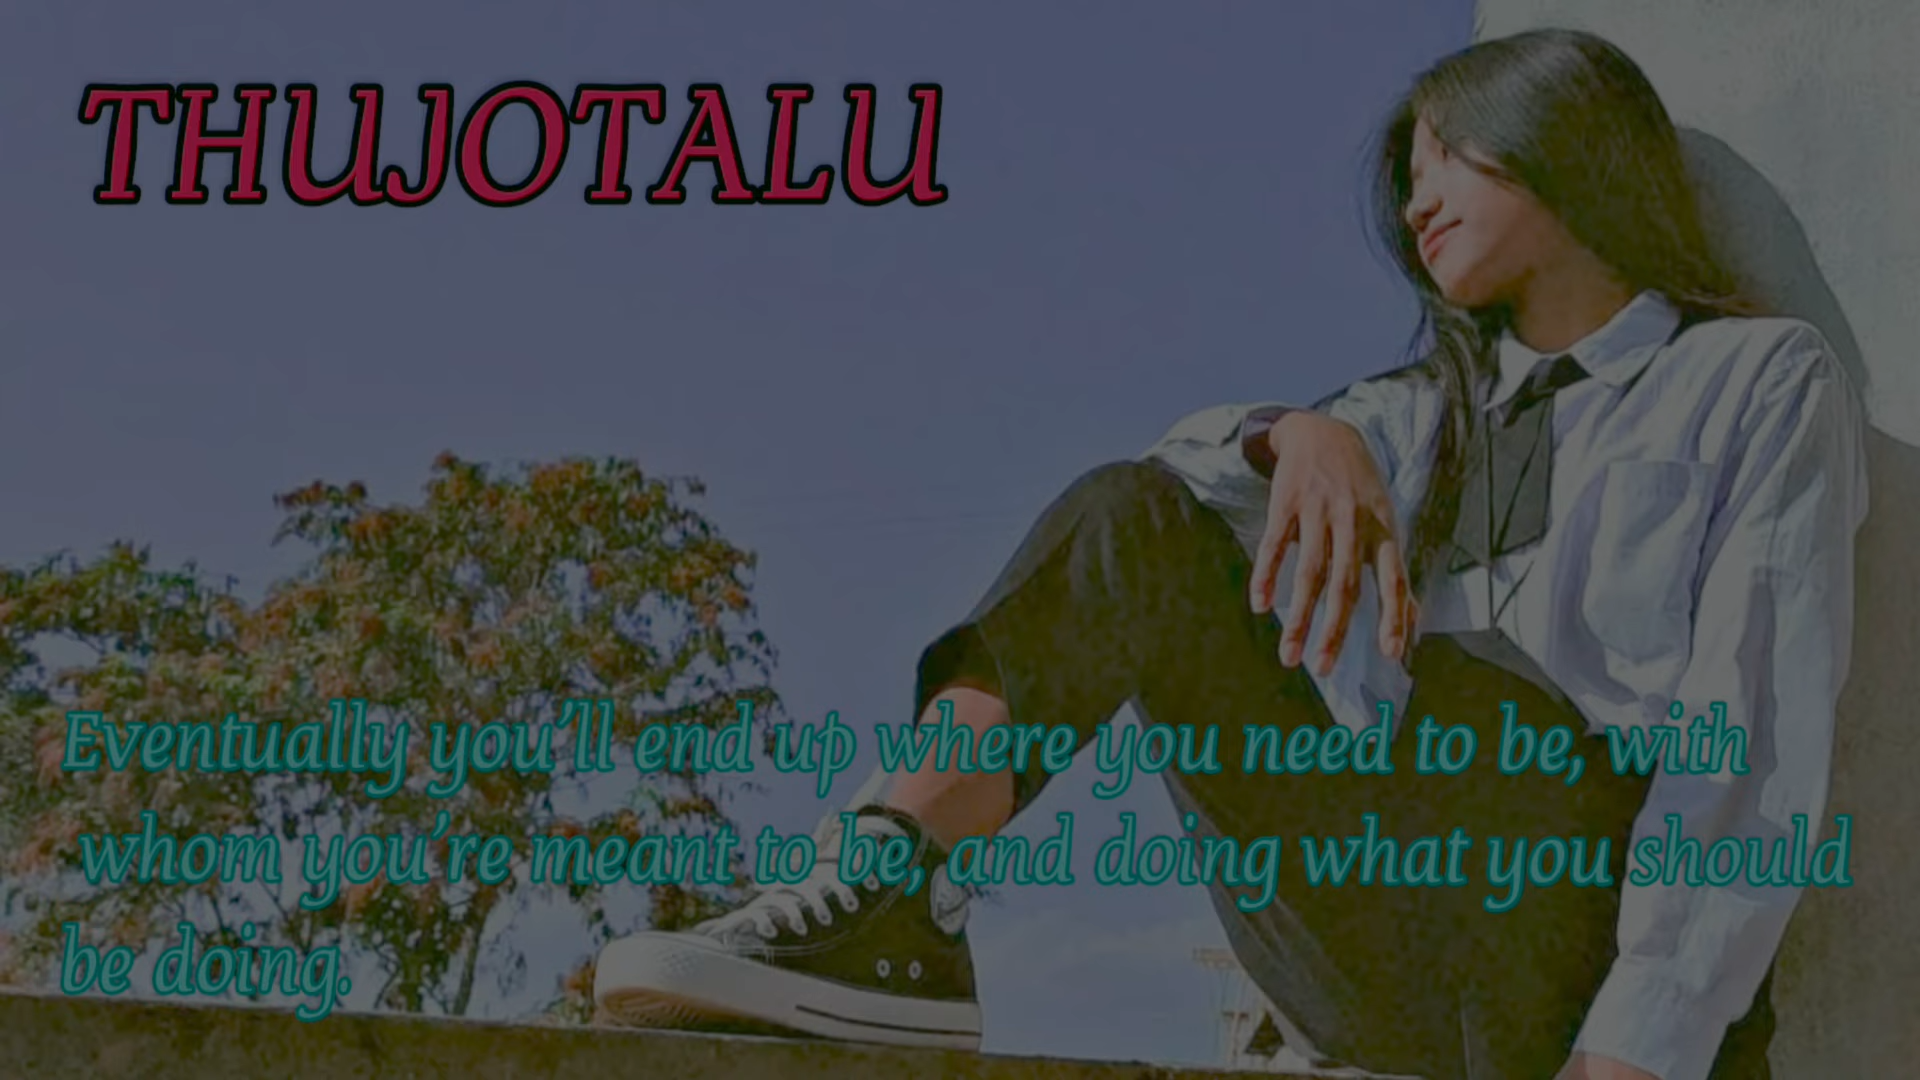 THUJOTALU
Eventually you'll end up where you need to be, with
whom you're meant to be, and doing what you should
be doing.